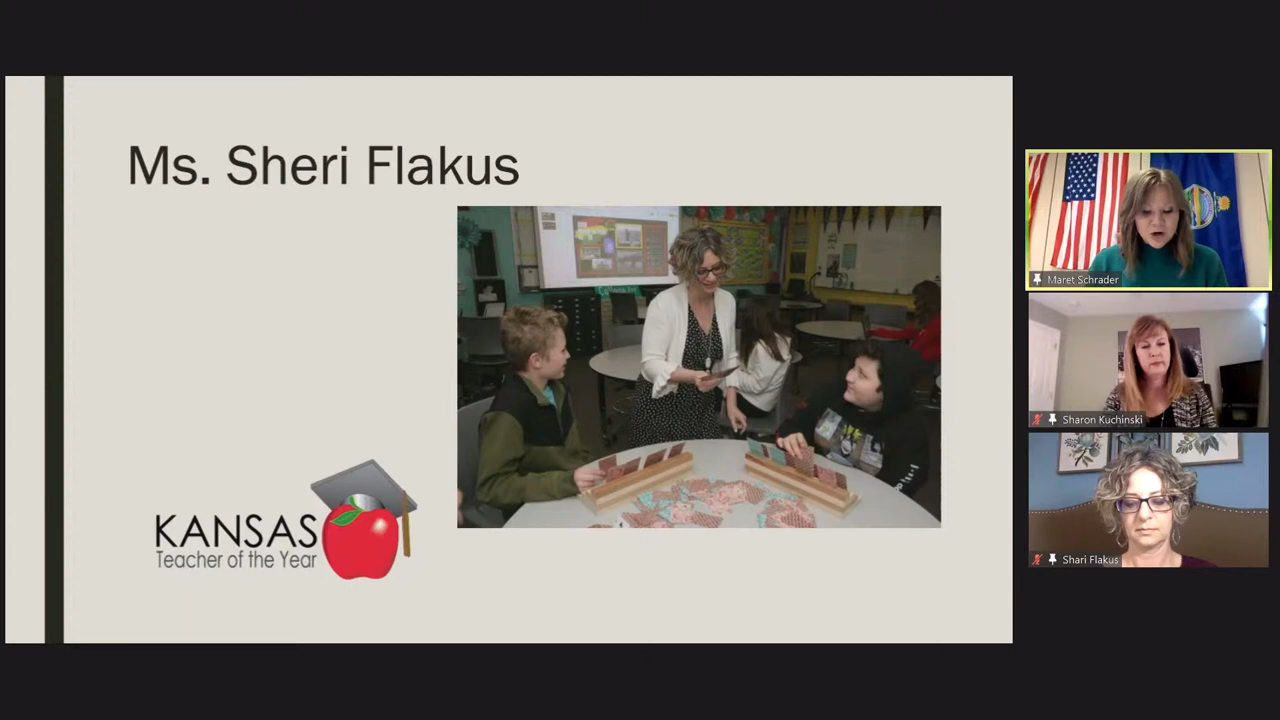 Ms. Sheri Flakus
KANSAS
Teacher of the Year
Maret Schrader
Sharon Kuchinski
Shari Flakus